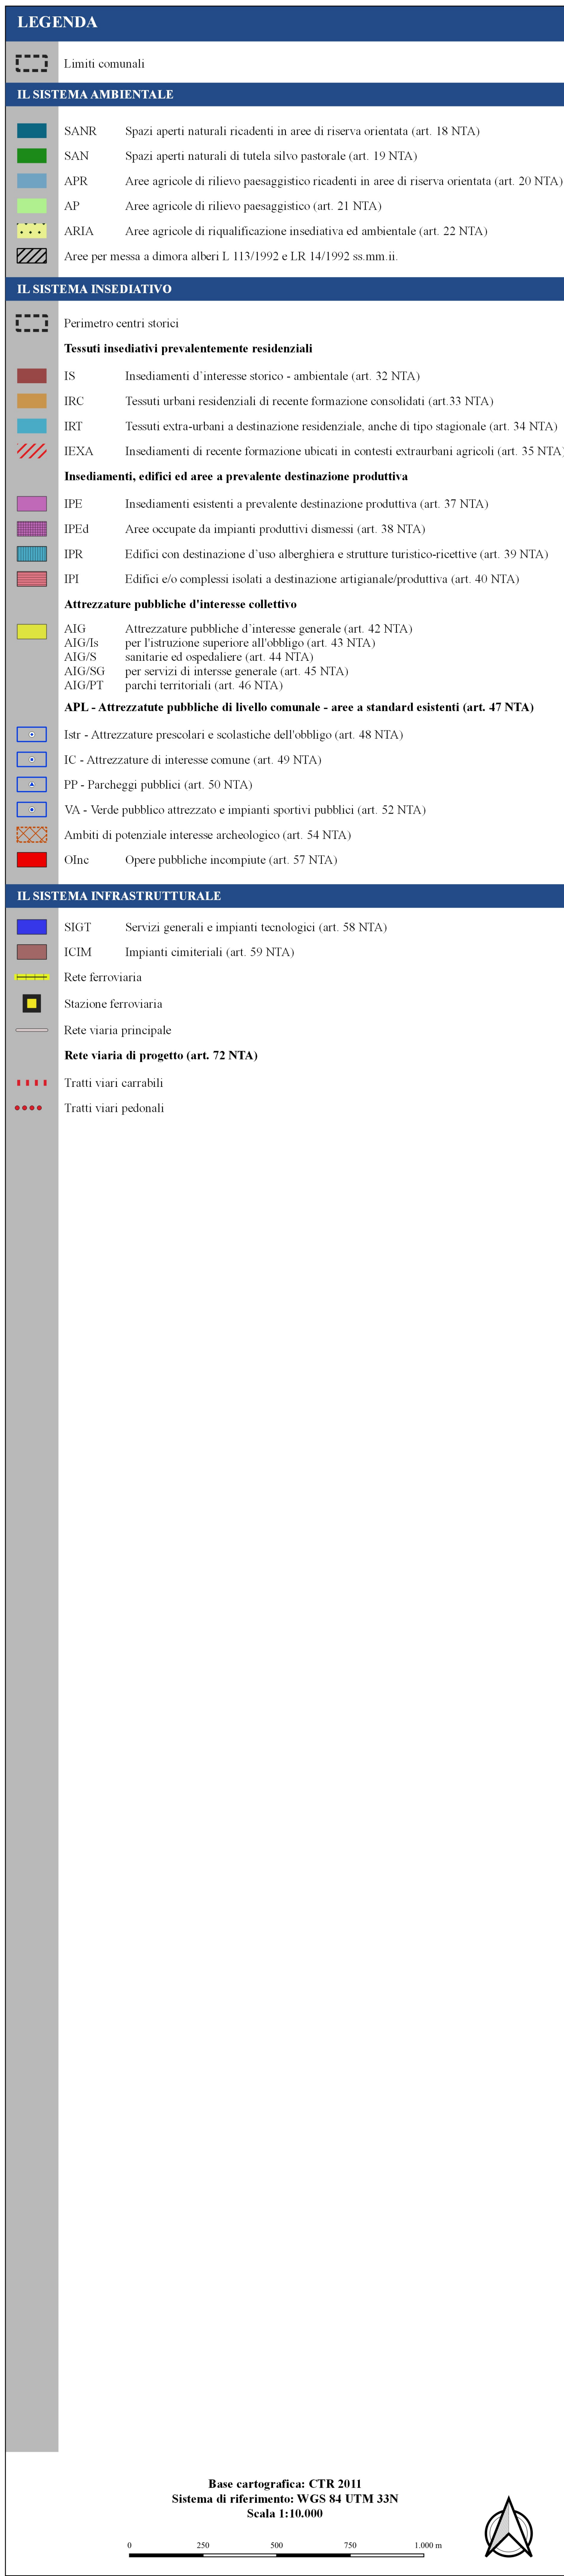 LEGENDA
Limiti comunali
IL SISTEMA AMBIENTALE
SANR Spazi aperti naturali ricadenti in aree di riserva orientata (art. 18 NTA)
SAN Spazi aperti naturali di tutela silvo pastorale (art. 19 NTA)
APR Aree agricole di rilievo paesaggistico ricadenti in aree di riserva orientata (art. 20 NTA)
AP Aree agricole di rilievo paesaggistico (art. 21 NTA)
ARIA Aree agricole di riqualificazione insediativa ed ambientale (art. 22 NTA)
Aree per messa a dimora alberi L 113/1992 e LR 14/1992 ss.mm.ii.
IL SISTEMA INSEDIATIVO
Perimetro centri storici
Tessuti insediativi prevalentemente residenziali
IS Insediamenti d'interesse storico - ambientale (art. 32 NTA)
IRC Tessuti urbani residenziali di recente formazione consolidati (art.33 NTA)
IRT Tessuti extra-urbani a destinazione residenziale, anche di tipo stagionale (art. 34 NTA)
IEXA Insediamenti di recente formazione ubicati in contesti extraurbani agricoli (art. 35 NTA)
Insediamenti, edifici ed aree a prevalente destinazione produttiva
IPE Insediamenti esistenti a prevalente destinazione produttiva (art. 37 NTA)
IPEd Aree occupate da impianti produttivi dismessi (art. 38 NTA)
IPR Edifici con destinazione d'uso alberghiera e strutture turistico-ricettive (art. 39 NTA)
IPI Edifici e/o complessi isolati a destinazione artigianale/produttiva (art. 40 NTA)
Attrezzature pubbliche d'interesse collettivo
AIG Attrezzature pubbliche d'interesse generale (art. 42 NTA)
AIG/Is per l'istruzione superiore all'obbligo (art. 43 NTA)
AIG/S sanitarie ed ospedaliere (art. 44 NTA)
AIG/SG per servizi di intersse generale (art. 45 NTA)
AIG/PT parchi territoriali (art. 46 NTA)
APL - Attrezzatute pubbliche di livello comunale - aree a standard esistenti (art. 47 NTA)
Istr - Attrezzature prescolari e scolastiche dell'obbligo (art. 48 NTA)
IC - Attrezzature di interesse comune (art. 49 NTA)
PP - Parcheggi pubblici (art. 50 NTA)
VA - Verde pubblico attrezzato e impianti sportivi pubblici (art. 52 NTA)
Ambiti di potenziale interesse archeologico (art. 54 NTA)
OInc Opere pubbliche incompiute (art. 57 NTA)
IL SISTEMA INFRASTRUTTURALE
SIGT Servizi generali e impianti tecnologici (art. 58 NTA)
ICIM Impianti cimiteriali (art. 59 NTA)
Rete ferroviaria
Stazione ferroviaria
Rete viaria principale
Rete viaria di progetto (art. 72 NTA)
Tratti viari carrabili
Tratti viari pedonali
Base cartografica: CTR 2011
Sistema di riferimento: WGS 84 UTM 33N
Scala 1:10.000
0 250 500 750 1.000 m